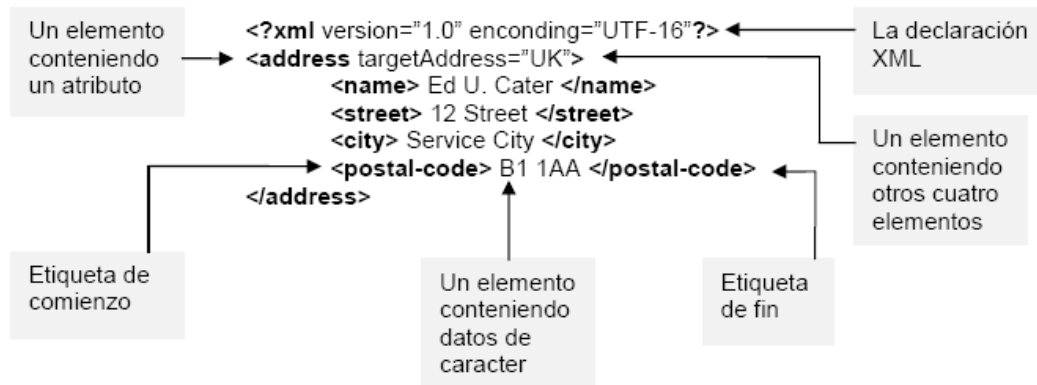 Un elemento
conteniendo
un atributo
<?xml version=”1.0” enconding=”UTF-16”?>
<address targetAddress=”UK”>
<name> Ed U. Cater </name>
<street> 12 Street </street>
<city> Service City </city>
<postal-code> B1 1AA </postal-code>
</address>
La declaración
XML
Un elemento
conteniendo
otros cuatro
elementos
Etiqueta de
comienzo
Un elemento
conteniendo
datos de
caracter
Etiqueta
de fin